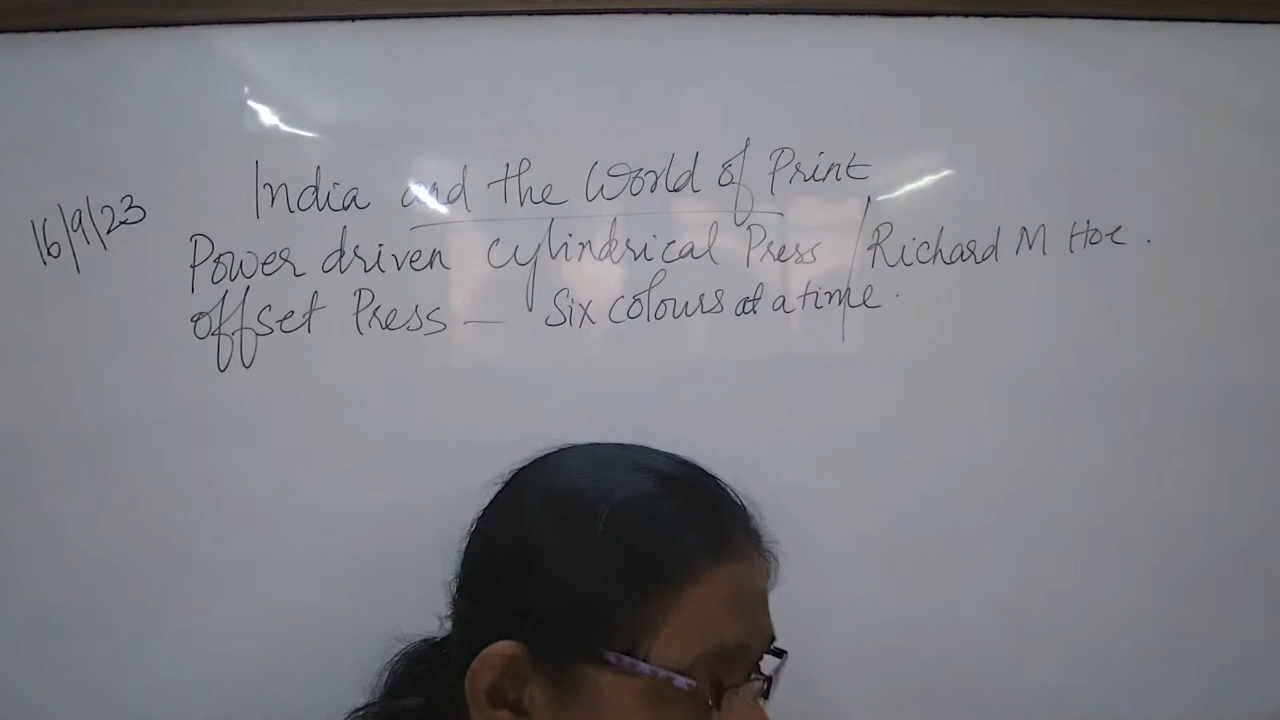 16/9/23
India and the World of Print
Power driven cylindrical Press / Richard M Hoe.
offset Press — Six colours at a time.